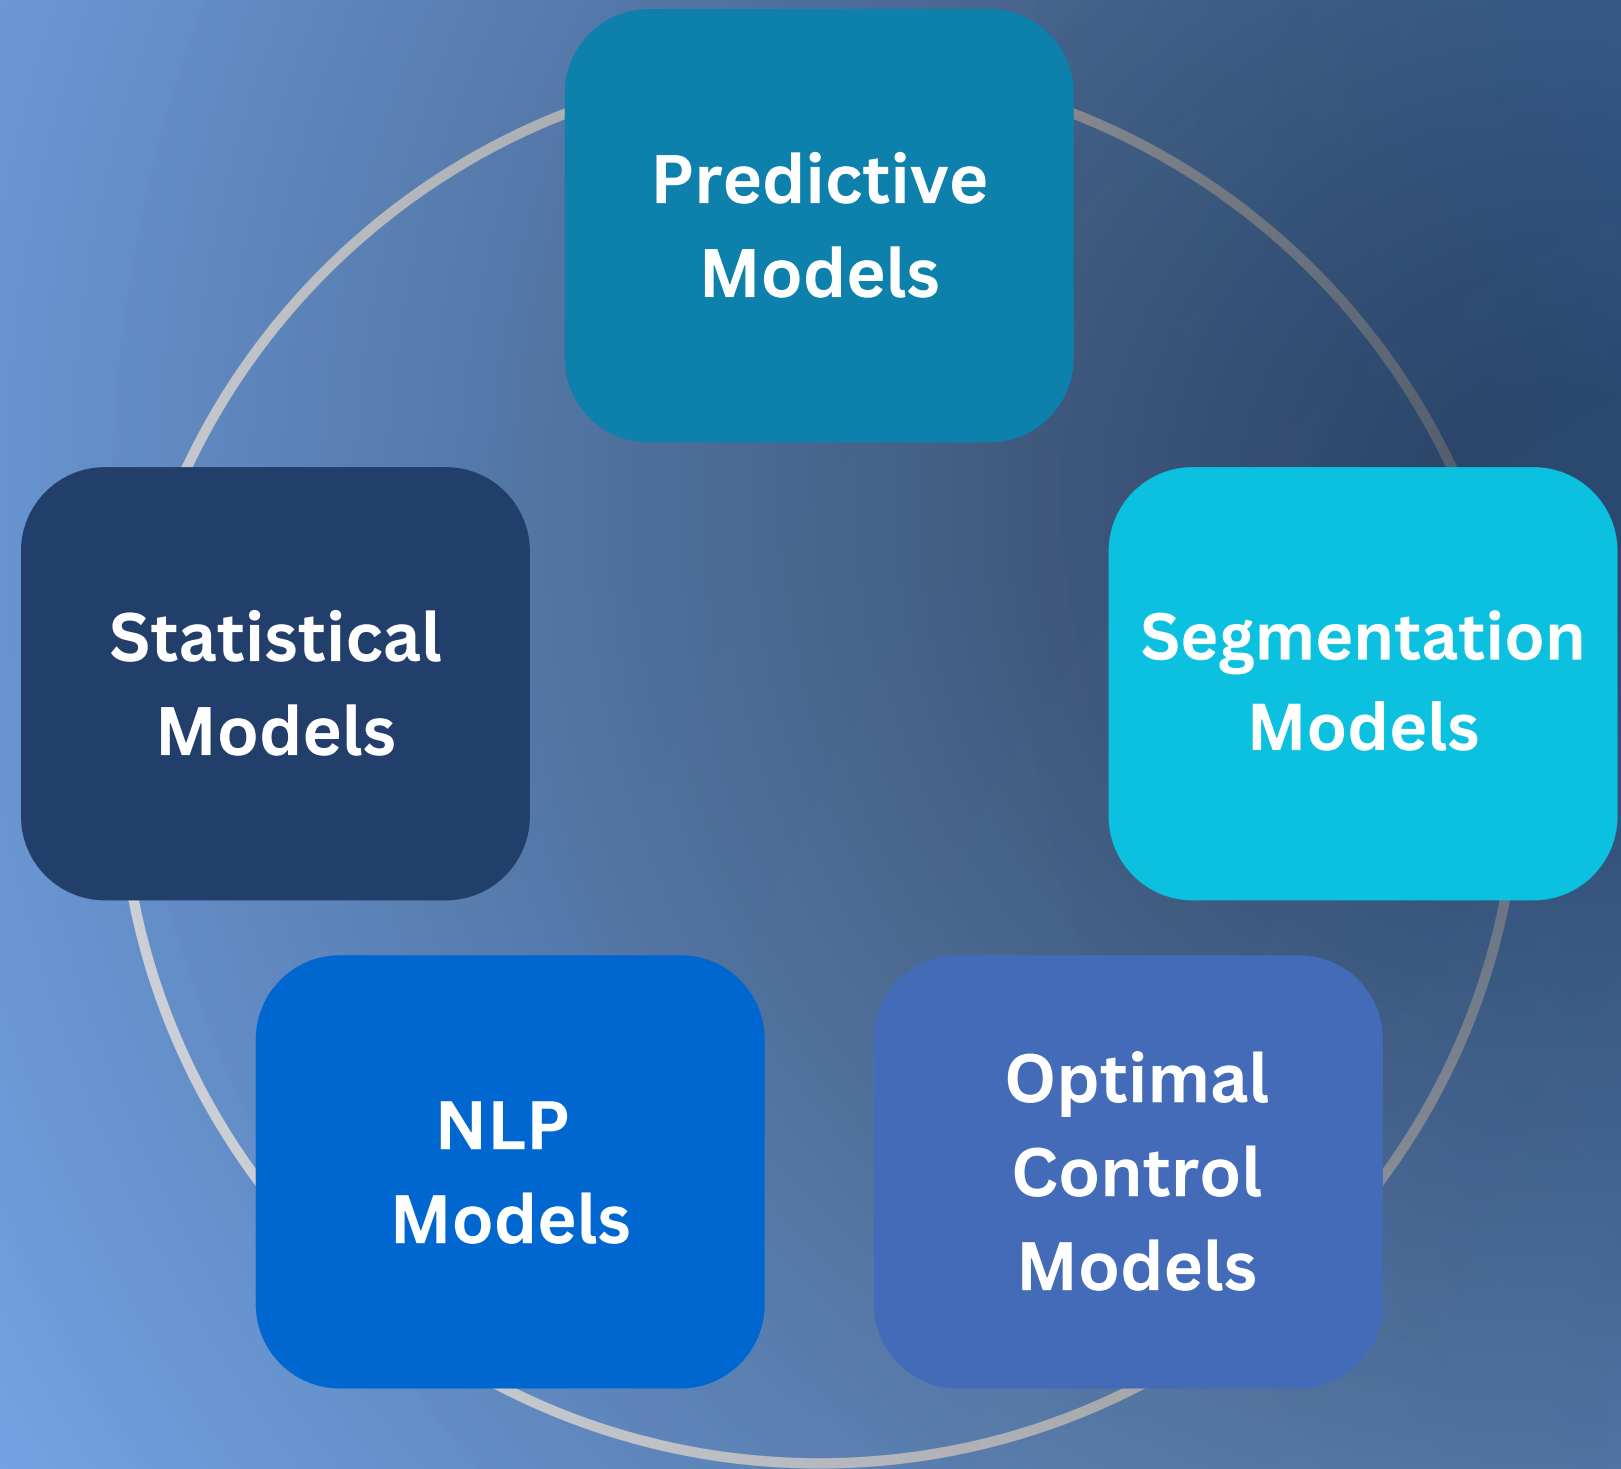 Predictive
Models
Statistical
Models
Segmentation
Models
NLP
Models
Optimal
Control
Models